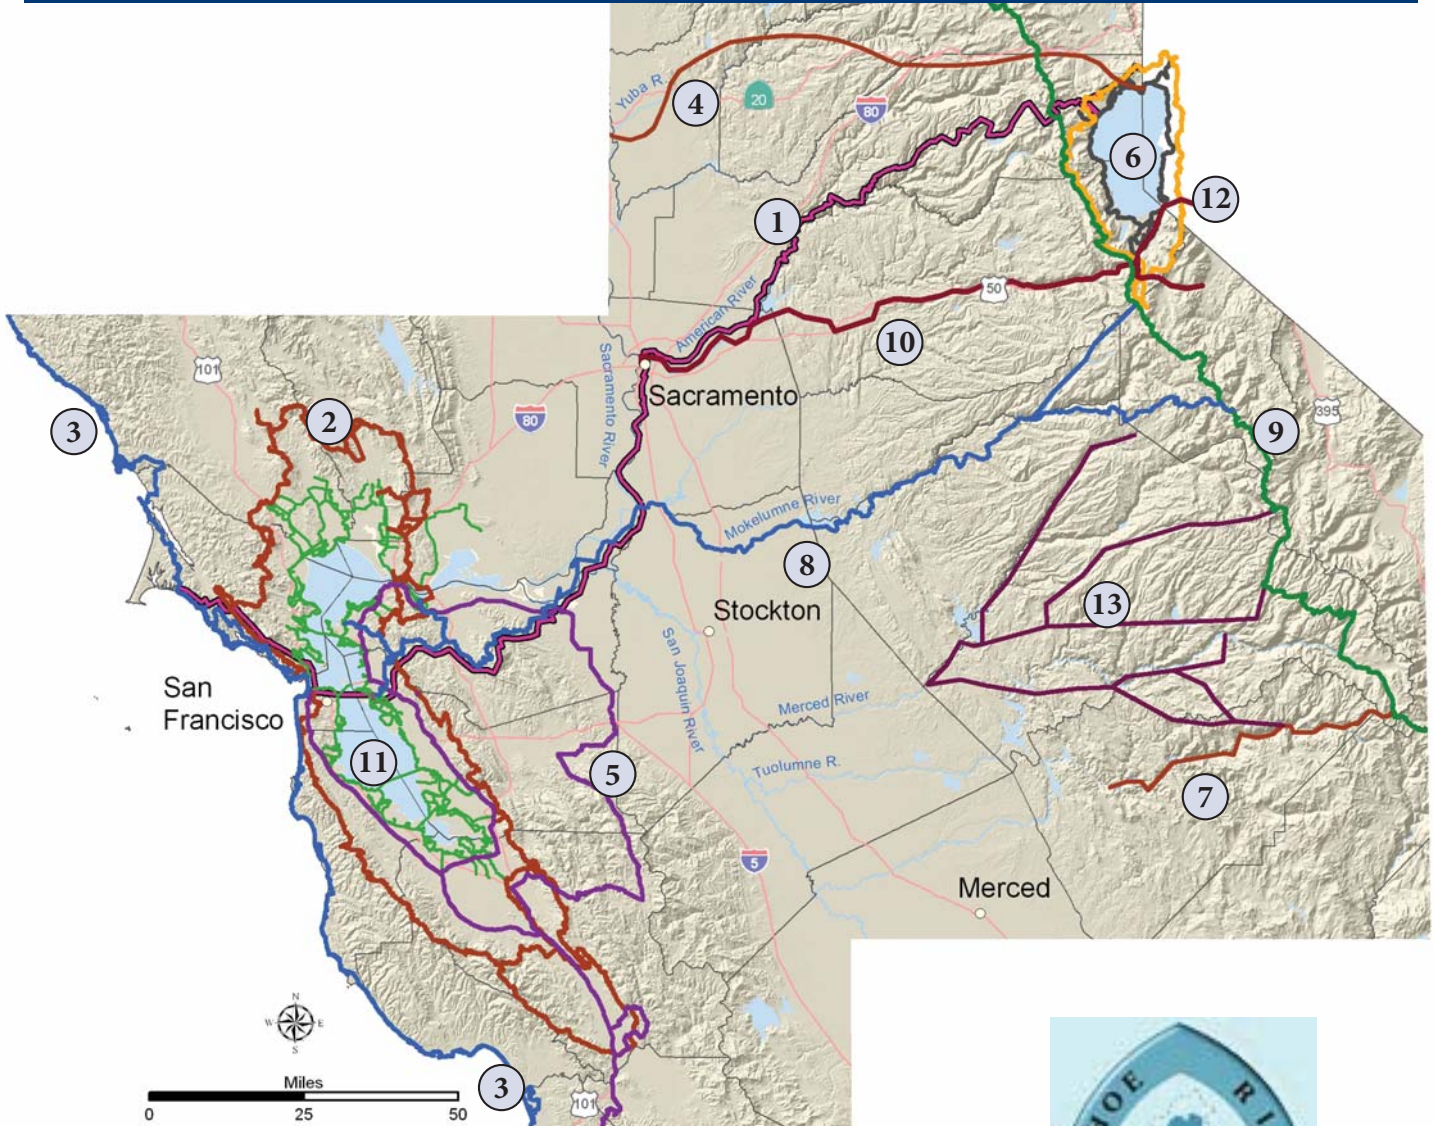 Yuba R.
4
20
80
6
12
1
American River
50
10
Sacramento River
101
Sacramento
395
3
2
80
9
Mokelumne River
8
Stockton
13
San Joaquin River
San
Francisco
Merced River
11
5
Tuolumne R.
7
5
Merced
N
W
E
S
Miles
0
25
50
3
101
HOE
RI